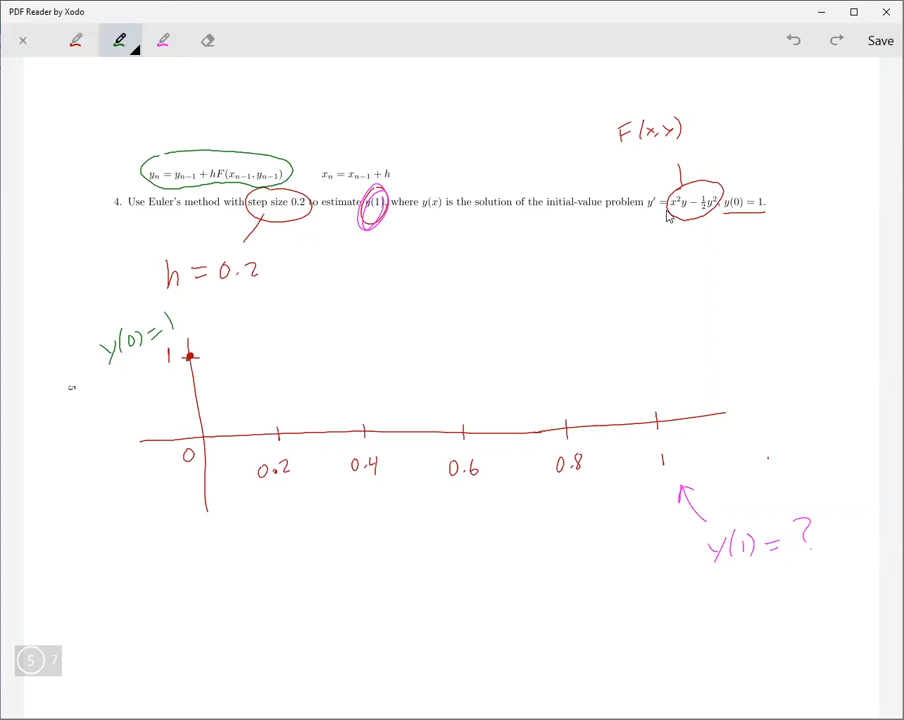 PDF Reader by Xodo
Save
F(x,y)
yₙ = yₙ₋₁ + hF(xₙ₋₁, yₙ₋₁) xₙ = xₙ₋₁ + h
4. Use Euler's method with step size 0.2 to estimate y(1), where y(x) is the solution of the initial-value problem y′ = x²y − ½y², y(0) = 1.
h = 0.2
y(0) = 1
1
5
0 0.2 0.4 0.6 0.8 1
y(1) = ?
5 7